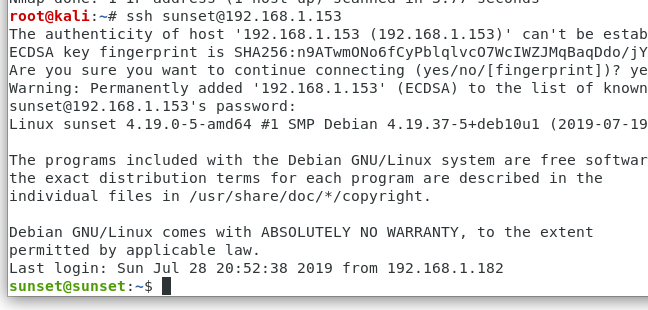 Nmap done: 1 IP address (1 host up) scanned in 5.77 seconds
root@kali:~# ssh sunset@192.168.1.153
The authenticity of host '192.168.1.153 (192.168.1.153)' can't be estab
ECDSA key fingerprint is SHA256:n9ATwmONo6fCyPblqlvcO7WcIWZJMqBaqDdo/jY
Are you sure you want to continue connecting (yes/no/[fingerprint])? ye
Warning: Permanently added '192.168.1.153' (ECDSA) to the list of known
sunset@192.168.1.153's password:
Linux sunset 4.19.0-5-amd64 #1 SMP Debian 4.19.37-5+deb10u1 (2019-07-19
The programs included with the Debian GNU/Linux system are free softwar
the exact distribution terms for each program are described in the
individual files in /usr/share/doc/*/copyright.
Debian GNU/Linux comes with ABSOLUTELY NO WARRANTY, to the extent
permitted by applicable law.
Last login: Sun Jul 28 20:52:38 2019 from 192.168.1.182
sunset@sunset:~$